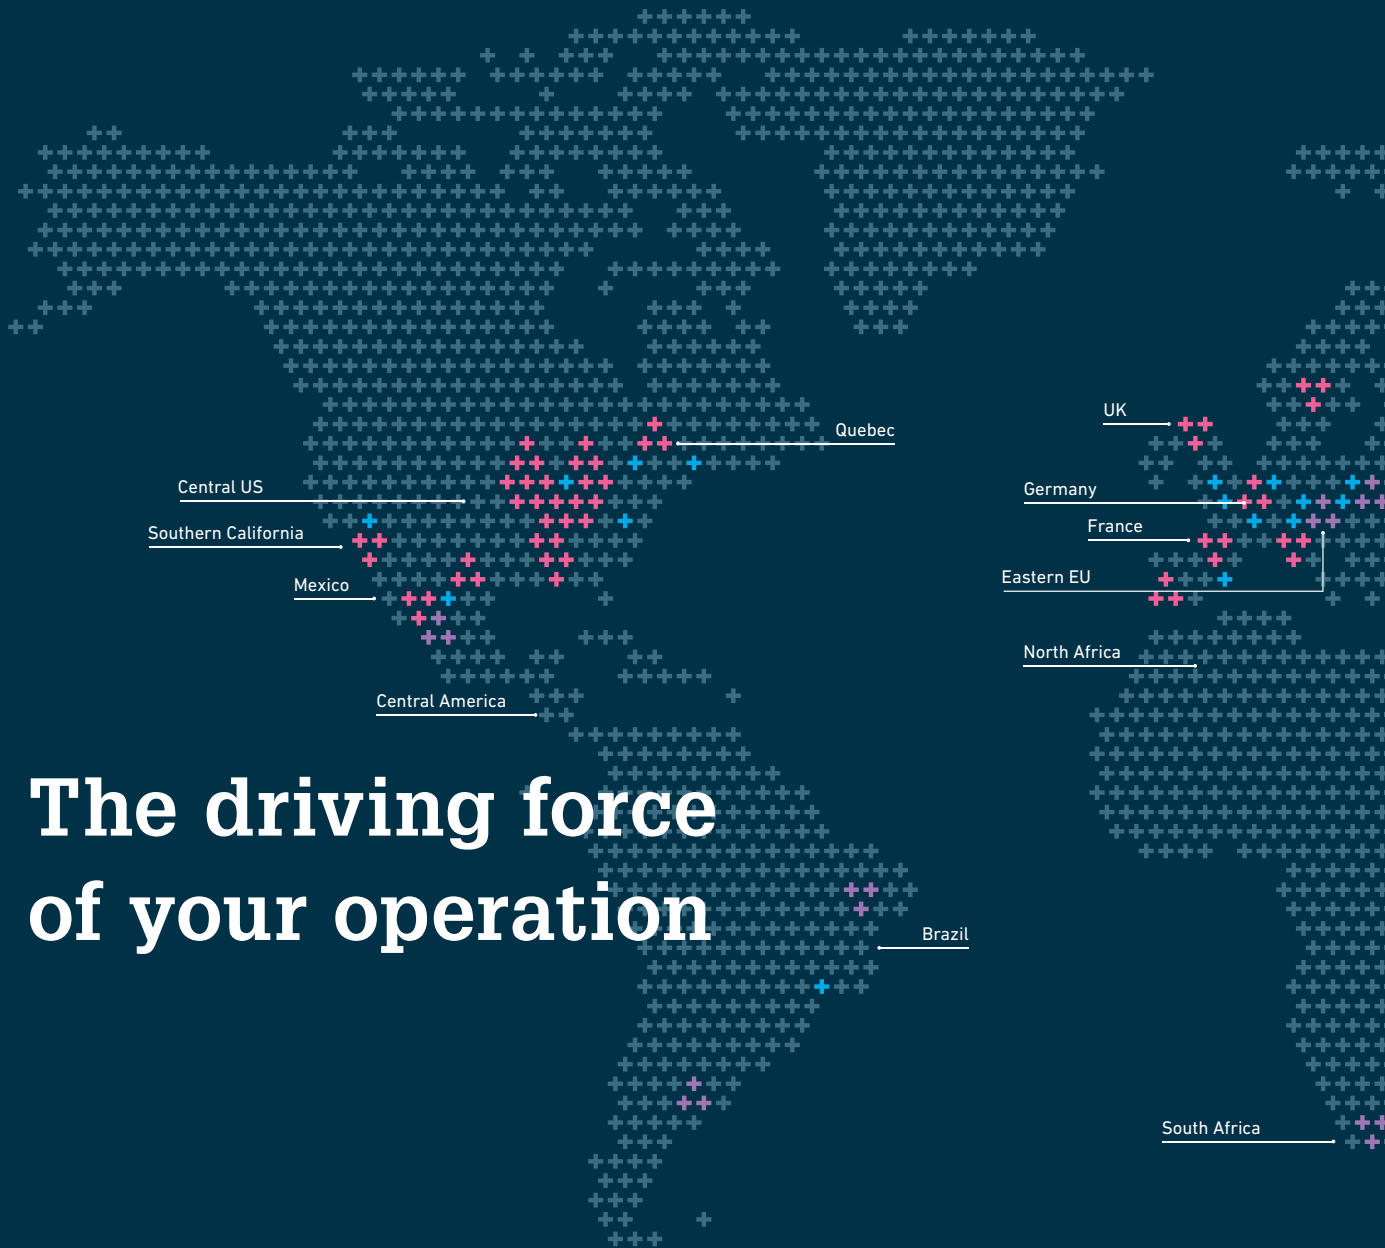 UK
Quebec
Central US
Germany
Southern California
France
Eastern EU
Mexico
North Africa
Central America
The driving force
of your operation
Brazil
South Africa